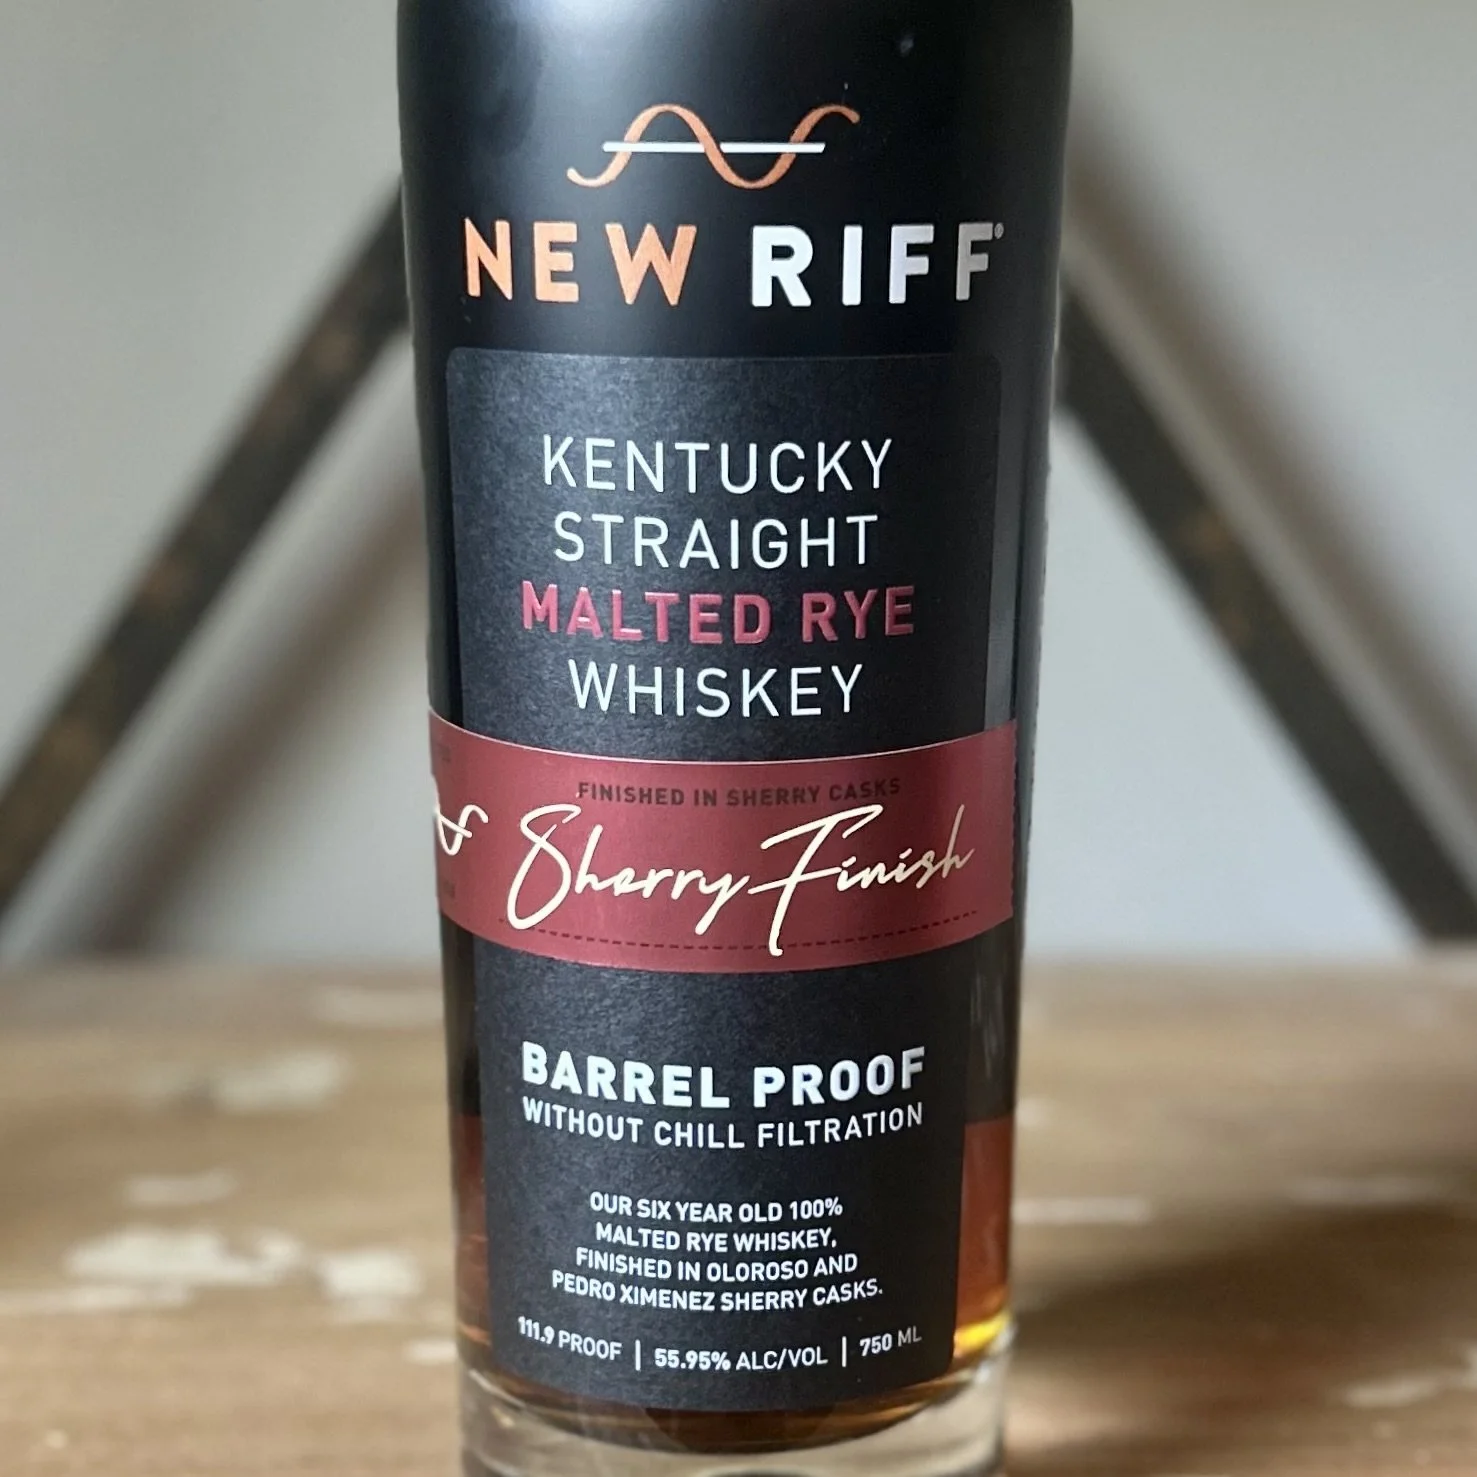 NEW RIFF®
KENTUCKY
STRAIGHT
MALTED RYE
WHISKEY
FINISHED IN SHERRY CASKS
Sherry Finish
BARREL PROOF
WITHOUT CHILL FILTRATION
OUR SIX YEAR OLD 100%
MALTED RYE WHISKEY,
FINISHED IN OLOROSO AND
PEDRO XIMENEZ SHERRY CASKS.
111.9 PROOF | 55.95% ALC/VOL | 750 ML